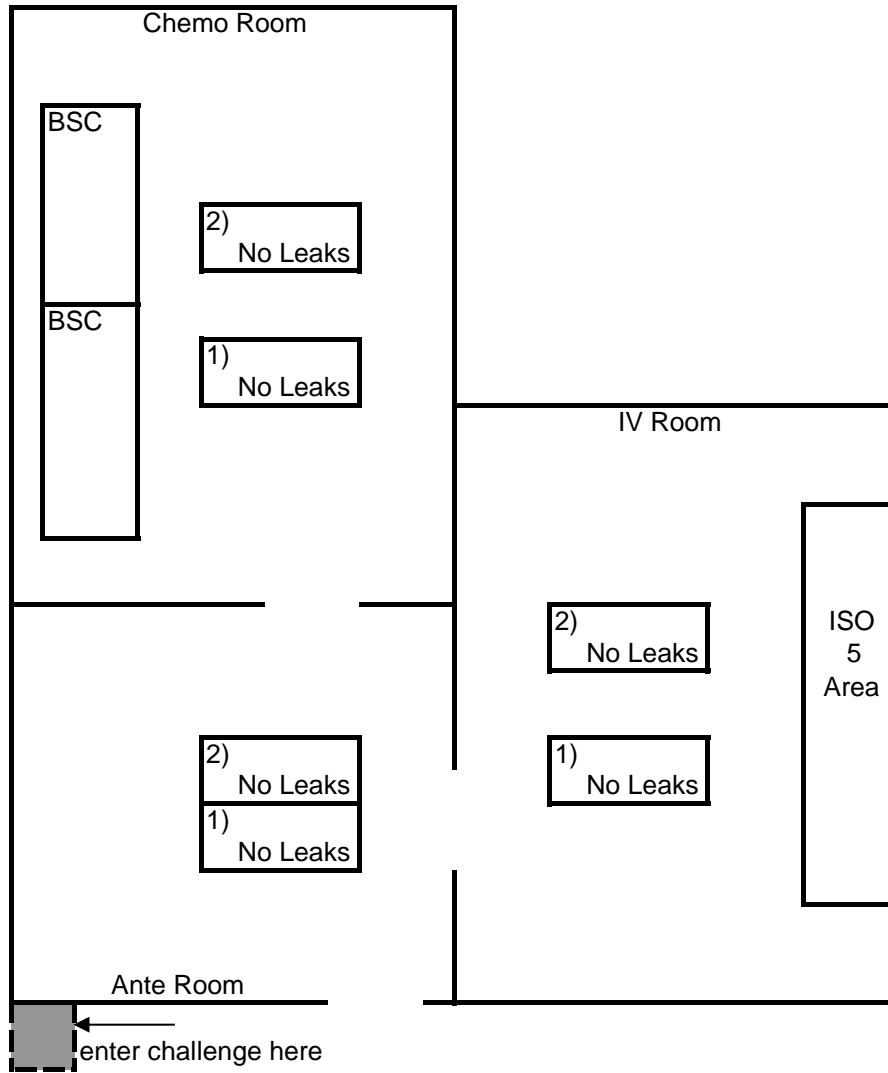 Chemo Room
BSC
2)
No Leaks
BSC
1)
No Leaks
IV Room
2)
No Leaks
ISO
5
Area
2)
No Leaks
1)
No Leaks
1)
No Leaks
Ante Room
enter challenge here